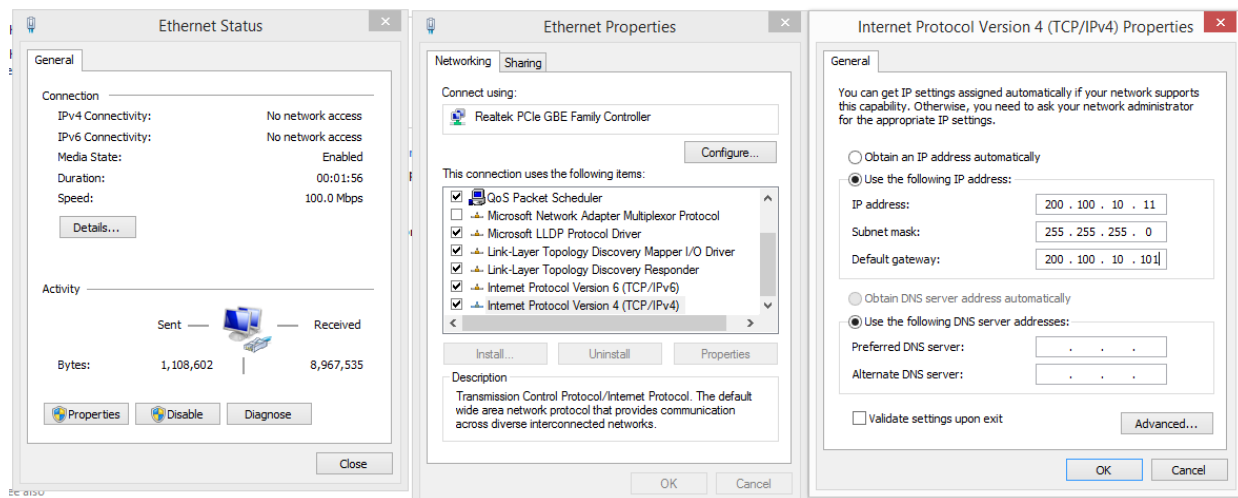 Ethernet Status
General
Connection
IPv4 Connectivity: No network access
IPv6 Connectivity: No network access
Media State: Enabled
Duration: 00:01:56
Speed: 100.0 Mbps
Details...
Activity
Sent Received
Bytes: 1,108,602 8,967,535
Properties Disable Diagnose
Close
ee also
Ethernet Properties
Networking Sharing
Connect using:
Realtek PCIe GBE Family Controller
Configure...
This connection uses the following items:
QoS Packet Scheduler
Microsoft Network Adapter Multiplexor Protocol
Microsoft LLDP Protocol Driver
Link-Layer Topology Discovery Mapper I/O Driver
Link-Layer Topology Discovery Responder
Internet Protocol Version 6 (TCP/IPv6)
Internet Protocol Version 4 (TCP/IPv4)
Install... Uninstall Properties
Description
Transmission Control Protocol/Internet Protocol. The default
wide area network protocol that provides communication
across diverse interconnected networks.
OK Cancel
Internet Protocol Version 4 (TCP/IPv4) Properties
General
You can get IP settings assigned automatically if your network supports
this capability. Otherwise, you need to ask your network administrator
for the appropriate IP settings.
Obtain an IP address automatically
Use the following IP address:
IP address: 200 . 100 . 10 . 11
Subnet mask: 255 . 255 . 255 . 0
Default gateway: 200 . 100 . 10 . 101
Obtain DNS server address automatically
Use the following DNS server addresses:
Preferred DNS server: . . .
Alternate DNS server: . . .
Validate settings upon exit
Advanced...
OK Cancel